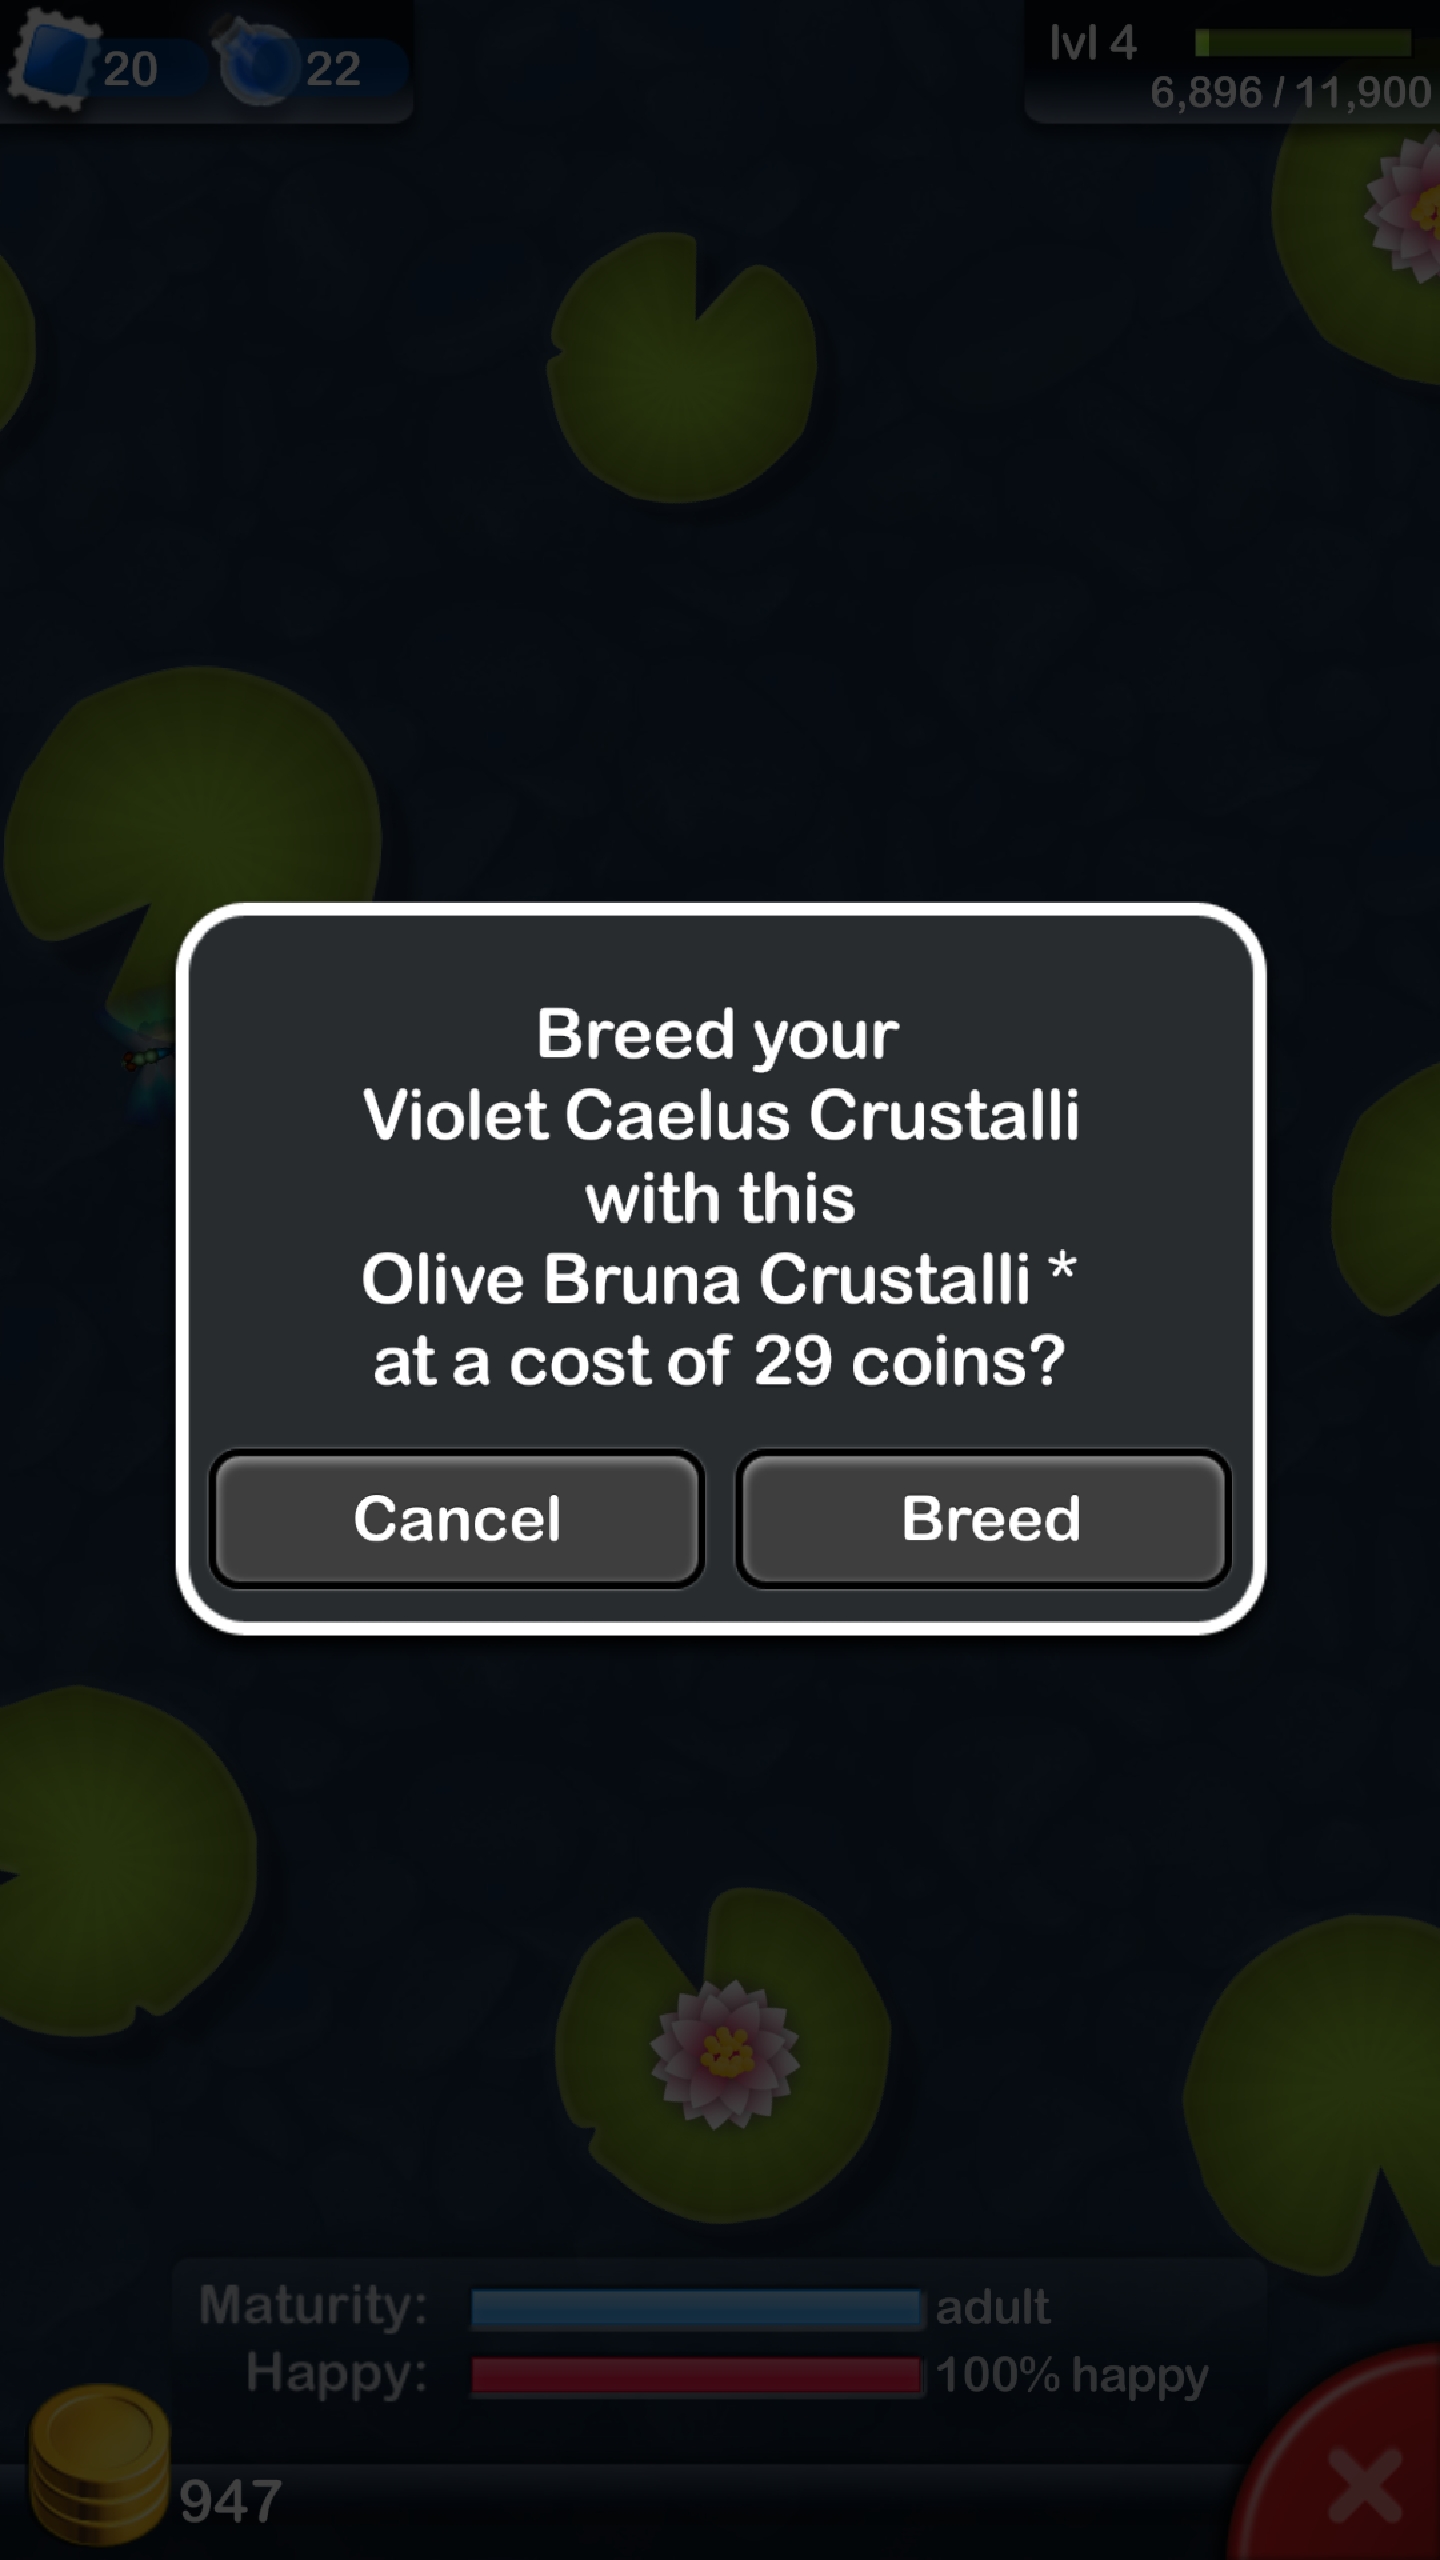 20
22
lvl 4
6,896 / 11,900
Breed your
Violet Caelus Crustalli
with this
Olive Bruna Crustalli *
at a cost of 29 coins?
Cancel
Breed
Maturity: adult
Happy: 100% happy
947